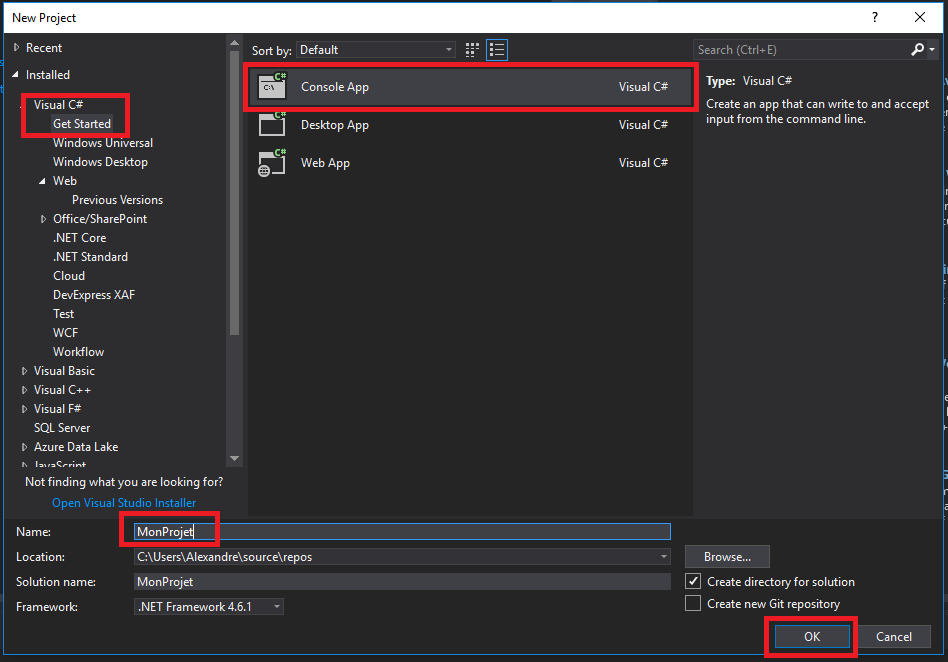 New Project
?
Recent
Installed
Visual C#
Get Started
Windows Universal
Windows Desktop
Web
Previous Versions
Office/SharePoint
.NET Core
.NET Standard
Cloud
DevExpress XAF
Test
WCF
Workflow
Visual Basic
Visual C++
Visual F#
SQL Server
Azure Data Lake
JavaScript
Not finding what you are looking for?
Open Visual Studio Installer
Sort by: Default
C#
C:\
Console App Visual C#
C#
Desktop App Visual C#
C#
Web App Visual C#
Search (Ctrl+E)
Type: Visual C#
Create an app that can write to and accept
input from the command line.
Name: MonProjet
Location: C:\Users\Alexandre\source\repos
Browse...
Solution name: MonProjet
Create directory for solution
Framework: .NET Framework 4.6.1
Create new Git repository
OK Cancel